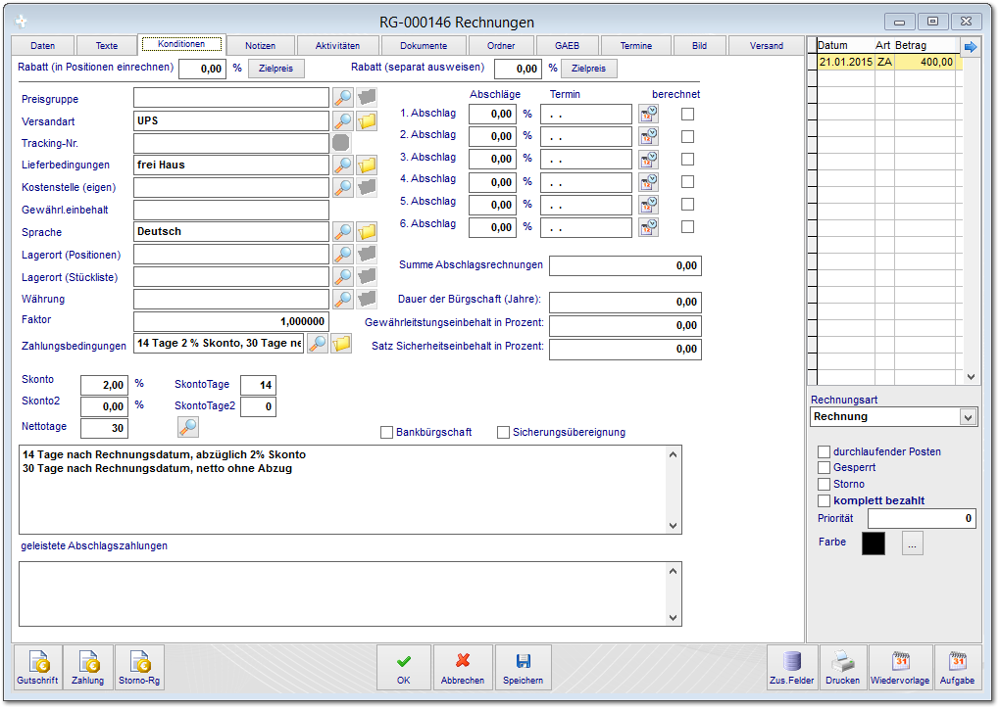 RG-000146 Rechnungen
Daten Texte Konditionen Notizen Aktivitäten Dokumente Ordner GAEB Termine Bild Versand
Rabatt (in Positionen einrechnen) 0,00 % Zielpreis Rabatt (separat ausweisen) 0,00 % Zielpreis
Preisgruppe
Versandart UPS
Tracking-Nr.
Lieferbedingungen frei Haus
Kostenstelle (eigen)
Gewährl.einbehalt
Sprache Deutsch
Lagerort (Positionen)
Lagerort (Stückliste)
Währung
Faktor 1,000000
Zahlungsbedingungen 14 Tage 2 % Skonto, 30 Tage ne
Abschläge Termin berechnet
1. Abschlag 0,00 % . .
2. Abschlag 0,00 % . .
3. Abschlag 0,00 % . .
4. Abschlag 0,00 % . .
5. Abschlag 0,00 % . .
6. Abschlag 0,00 % . .
Summe Abschlagsrechnungen 0,00
Dauer der Bürgschaft (Jahre): 0,00
Gewährleitstungseinbehalt in Prozent: 0,00
Satz Sicherheitseinbehalt in Prozent: 0,00
Skonto 2,00 % SkontoTage 14
Skonto2 0,00 % SkontoTage2 0
Nettotage 30
Bankbürgschaft Sicherungsübereignung
14 Tage nach Rechnungsdatum, abzüglich 2% Skonto
30 Tage nach Rechnungsdatum, netto ohne Abzug
geleistete Abschlagszahlungen
Datum Art Betrag
21.01.2015 ZA 400,00
Rechnungsart
Rechnung
durchlaufender Posten
Gesperrt
Storno
komplett bezahlt
Priorität 0
Farbe ...
Gutschrift Zahlung Storno-Rg OK Abbrechen Speichern Zus.Felder Drucken Wiedervorlage Aufgabe